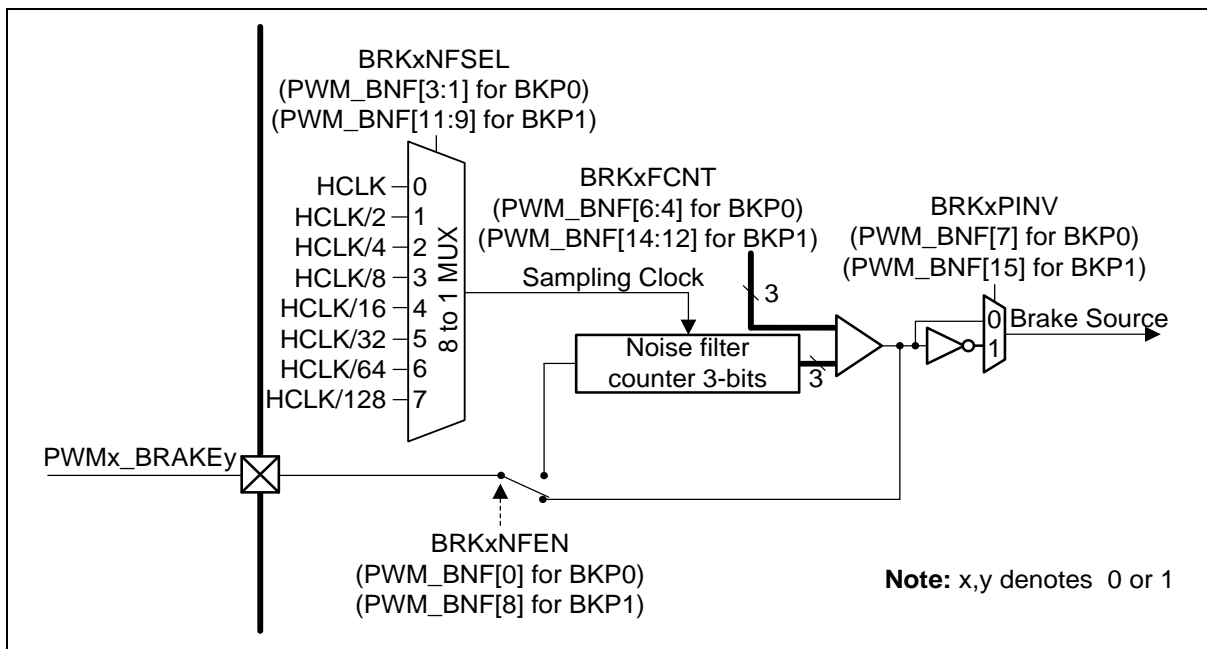 BRKxNFSEL
(PWM_BNF[3:1] for BKP0)
(PWM_BNF[11:9] for BKP1)
HCLK 0
HCLK/2 1
HCLK/4 2
HCLK/8 3
HCLK/16 4
HCLK/32 5
HCLK/64 6
HCLK/128 7
8 to 1 MUX
BRKxFCNT
(PWM_BNF[6:4] for BKP0)
(PWM_BNF[14:12] for BKP1)
Sampling Clock
3
Noise filter
counter 3-bits
3
BRKxPINV
(PWM_BNF[7] for BKP0)
(PWM_BNF[15] for BKP1)
0
1
Brake Source
PWMx_BRAKEy
BRKxNFEN
(PWM_BNF[0] for BKP0)
(PWM_BNF[8] for BKP1)
Note: x,y denotes 0 or 1